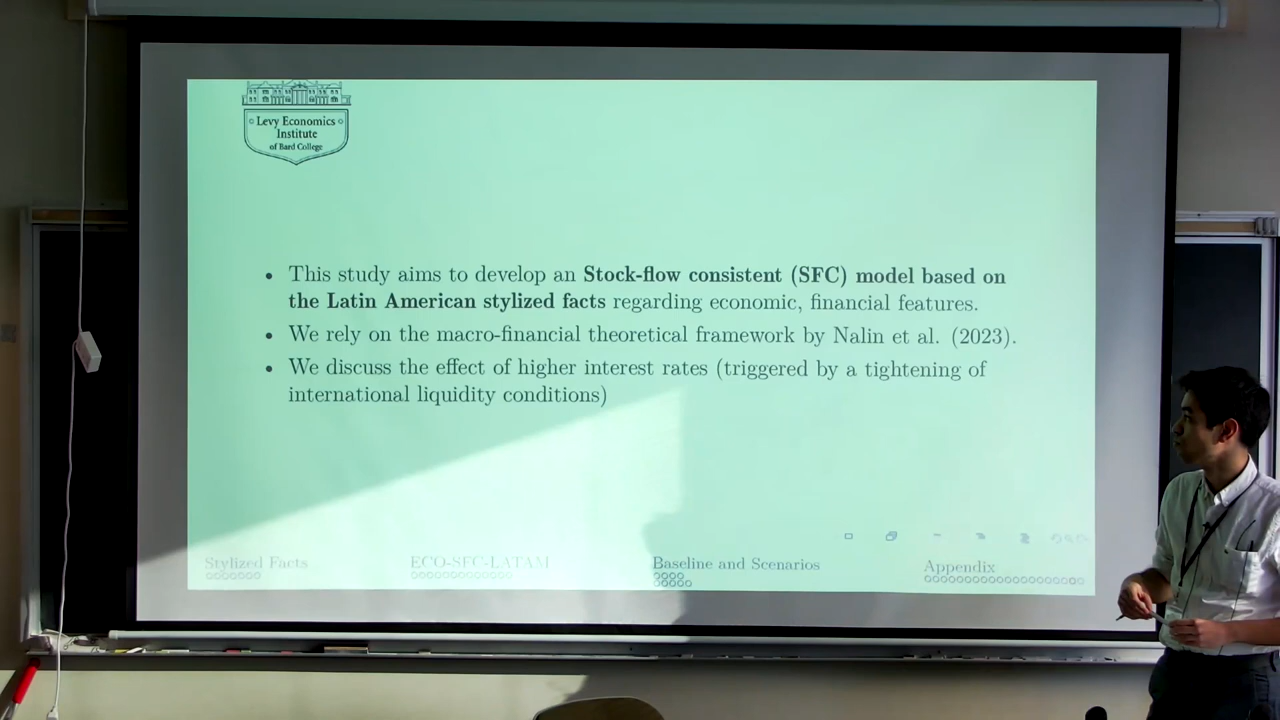 Levy Economics
Institute
of Bard College
• This study aims to develop an Stock-flow consistent (SFC) model based on
the Latin American stylized facts regarding economic, financial features.
• We rely on the macro-financial theoretical framework by Nalin et al. (2023).
• We discuss the effect of higher interest rates (triggered by a tightening of
international liquidity conditions)
Stylized Facts ECO-SFC-LATAM Baseline and Scenarios Appendix